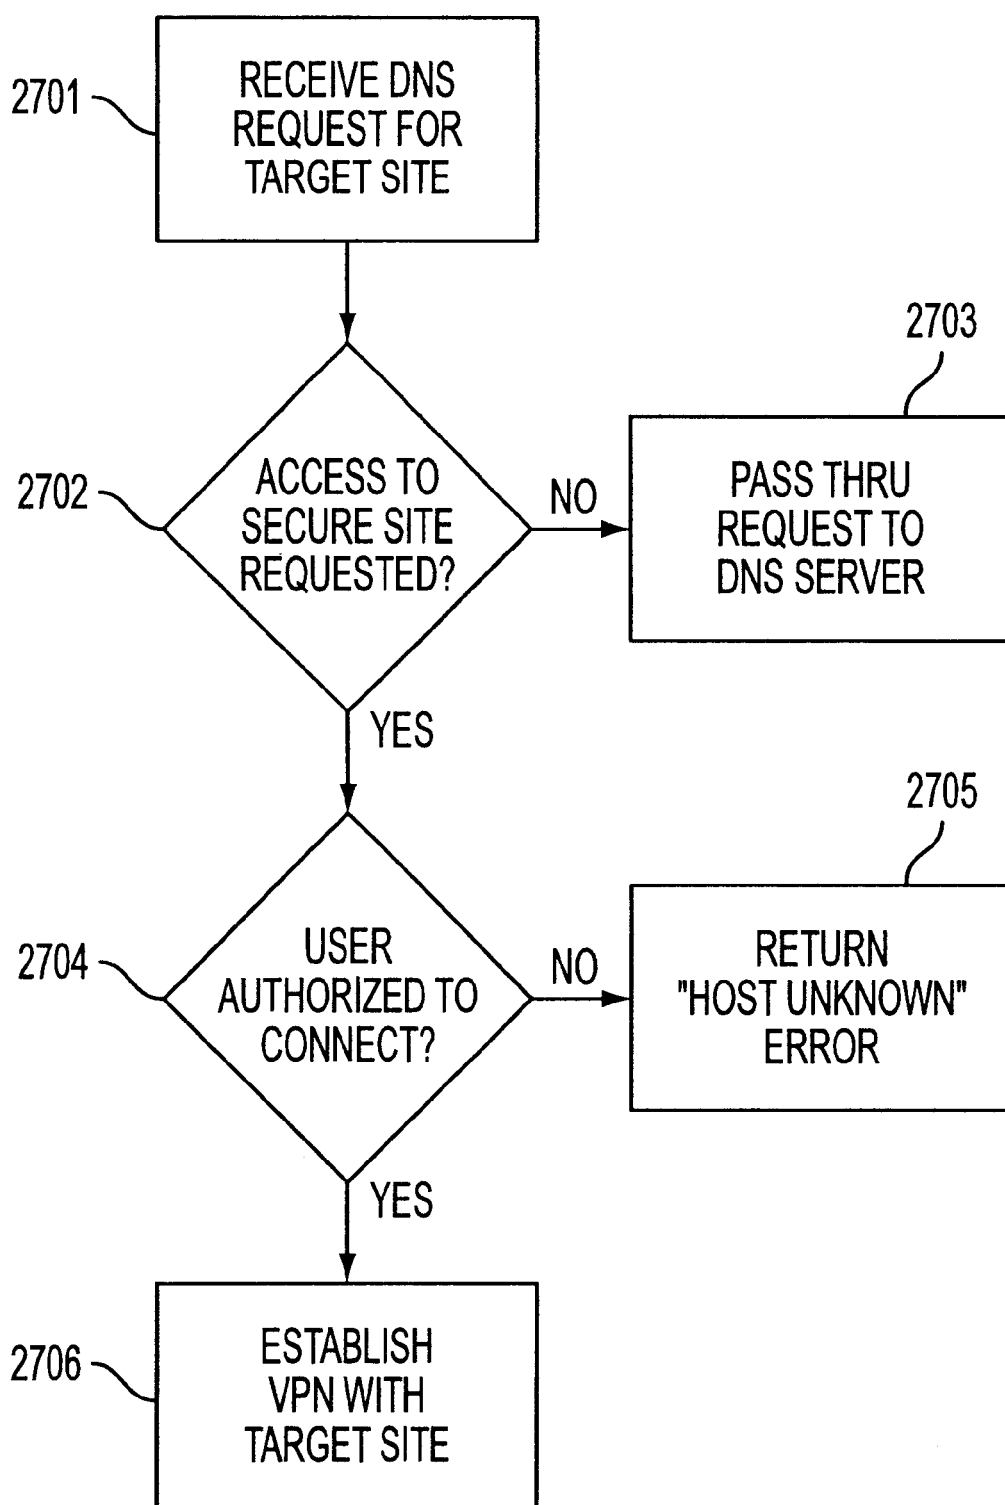 2701
RECEIVE DNS
REQUEST FOR
TARGET SITE
2702
ACCESS TO
SECURE SITE
REQUESTED?
NO
2703
PASS THRU
REQUEST TO
DNS SERVER
YES
2704
USER
AUTHORIZED TO
CONNECT?
NO
2705
RETURN
"HOST UNKNOWN"
ERROR
YES
2706
ESTABLISH
VPN WITH
TARGET SITE